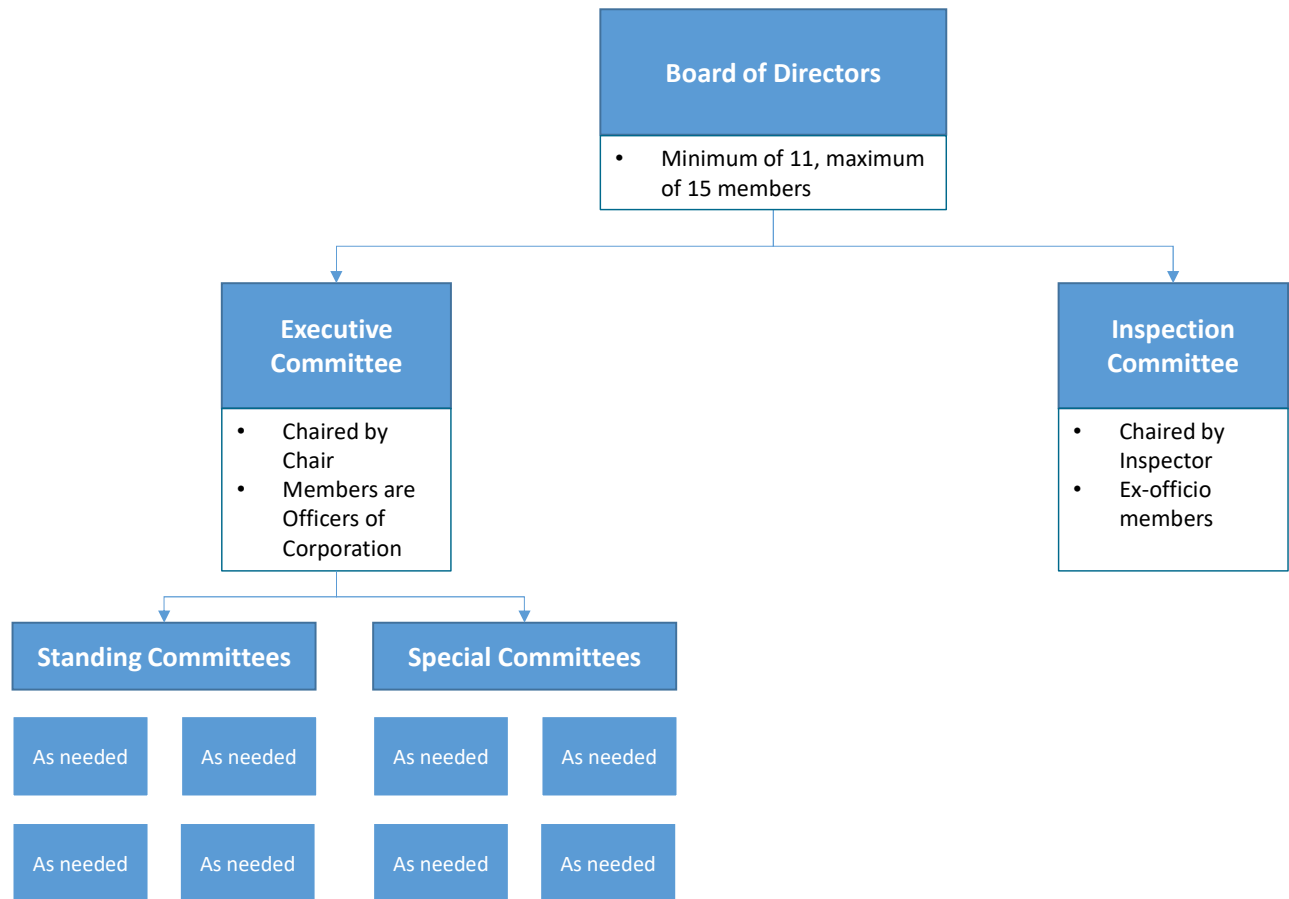 Board of Directors
• Minimum of 11, maximum
of 15 members
Executive
Committee
• Chaired by
Chair
• Members are
Officers of
Corporation
Inspection
Committee
• Chaired by
Inspector
• Ex-officio
members
Standing Committees
Special Committees
As needed
As needed
As needed
As needed
As needed
As needed
As needed
As needed